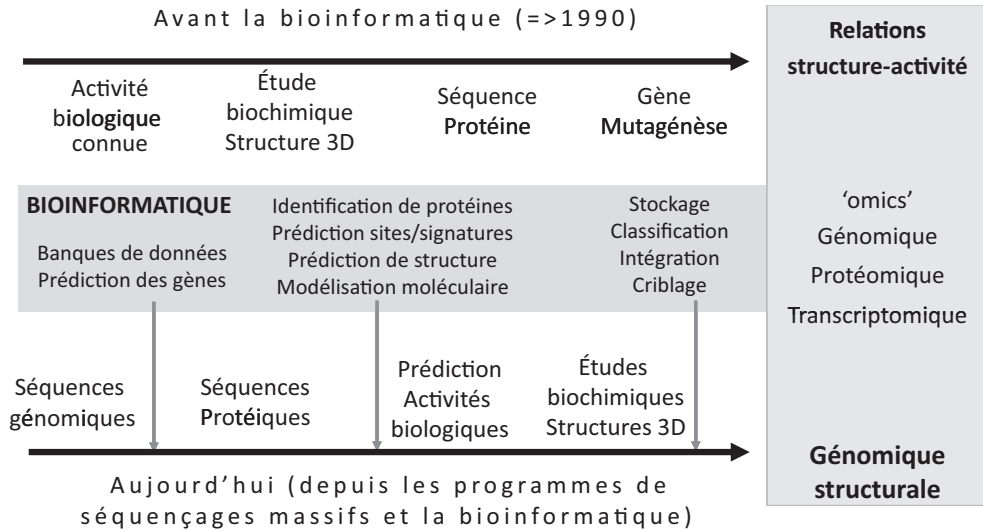 Avant la bioinformatique (=>1990)
Relations
structure-activité
Activité
biologique
connue
Étude
biochimique
Structure 3D
Séquence
Protéine
Gène
Mutagénèse
BIOINFORMATIQUE
Banques de données
Prédiction des gènes
Identification de protéines
Prédiction sites/signatures
Prédiction de structure
Modélisation moléculaire
Stockage
Classification
Intégration
Criblage
‘omics’
Génomique
Protéomique
Transcriptomique
Séquences
génomiques
Séquences
Protéiques
Prédiction
Activités
biologiques
Études
biochimiques
Structures 3D
Génomique
structurale
Aujourd'hui (depuis les programmes de
séquençages massifs et la bioinformatique)